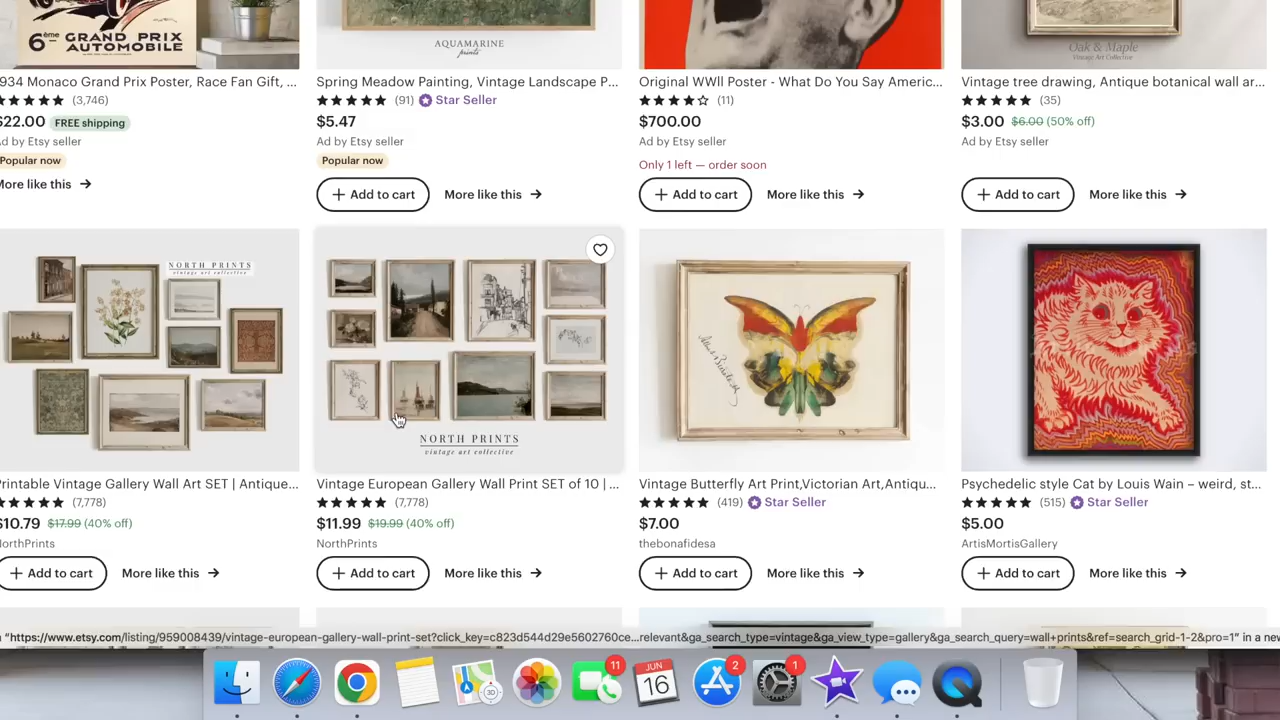 6ème GRAND PRIX
AUTOMOBILE
AQUAMARINE
prints
Oak & Maple
Vintage Art Collective
934 Monaco Grand Prix Poster, Race Fan Gift, ...
(3,746)
$22.00 FREE shipping
Ad by Etsy seller
Popular now
More like this
Spring Meadow Painting, Vintage Landscape P...
(91) Star Seller
$5.47
Ad by Etsy seller
Popular now
+ Add to cart More like this
Original WWll Poster - What Do You Say Americ...
(11)
$700.00
Ad by Etsy seller
Only 1 left — order soon
+ Add to cart More like this
Vintage tree drawing, Antique botanical wall ar...
(35)
$3.00 $6.00 (50% off)
Ad by Etsy seller
+ Add to cart More like this
NORTH PRINTS
vintage art collective
Printable Vintage Gallery Wall Art SET | Antique...
(7,778)
$10.79 $17.99 (40% off)
NorthPrints
+ Add to cart More like this
NORTH PRINTS
vintage art collective
Vintage European Gallery Wall Print SET of 10 | ...
(7,778)
$11.99 $19.99 (40% off)
NorthPrints
+ Add to cart More like this
Vintage Butterfly Art Print,Victorian Art,Antiqu...
(419) Star Seller
$7.00
thebonafidesa
+ Add to cart More like this
Psychedelic style Cat by Louis Wain – weird, st...
(515) Star Seller
$5.00
ArtisMortisGallery
+ Add to cart More like this
"https://www.etsy.com/listing/959008439/vintage-european-gallery-wall-print-set?click_key=c823d544d29e5602760ce...relevant&ga_search_type=vintage&ga_view_type=gallery&ga_search_query=wall+prints&ref=search_grid-1-2&pro=1" in a new
3D
11
JUN
16
2
1